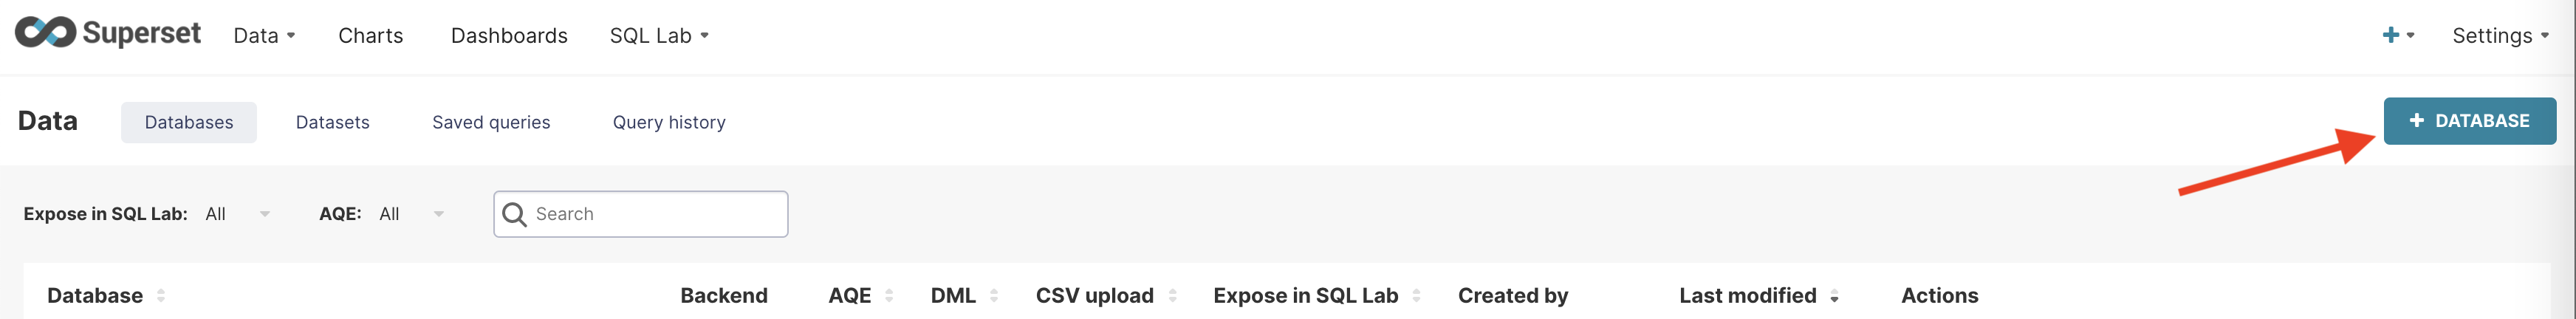 Superset Data Charts Dashboards SQL Lab + Settings
Data Databases Datasets Saved queries Query history + DATABASE
Expose in SQL Lab: All AQE: All Search
Database Backend AQE DML CSV upload Expose in SQL Lab Created by Last modified Actions